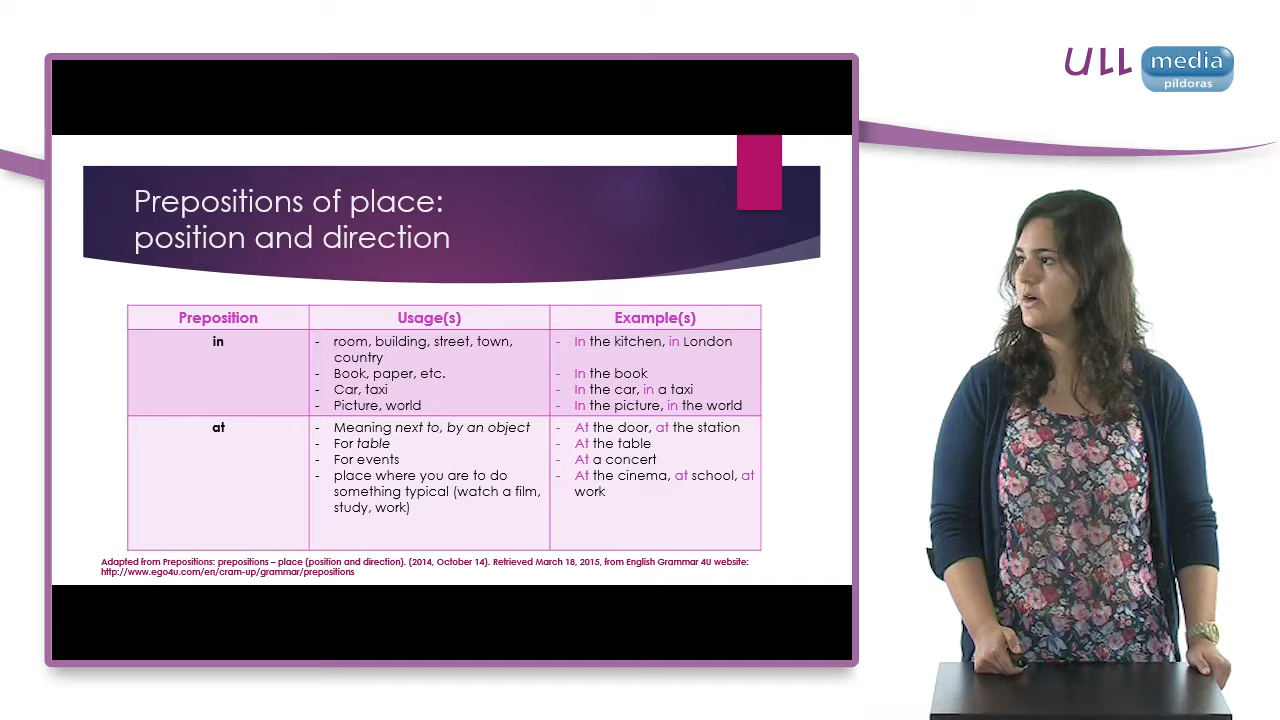 ULL media
píldoras
Prepositions of place:
position and direction
Preposition Usage(s) Example(s)
in
- room, building, street, town,
country
- Book, paper, etc.
- Car, taxi
- Picture, world
- In the kitchen, in London
- In the book
- In the car, in a taxi
- In the picture, in the world
at
- Meaning next to, by an object
- For table
- For events
- place where you are to do
something typical (watch a film,
study, work)
- At the door, at the station
- At the table
- At a concert
- At the cinema, at school, at
work
Adapted from Prepositions: prepositions – place (position and direction). (2014, October 14). Retrieved March 18, 2015, from English Grammar 4U website:
http://www.ego4u.com/en/cram-up/grammar/prepositions